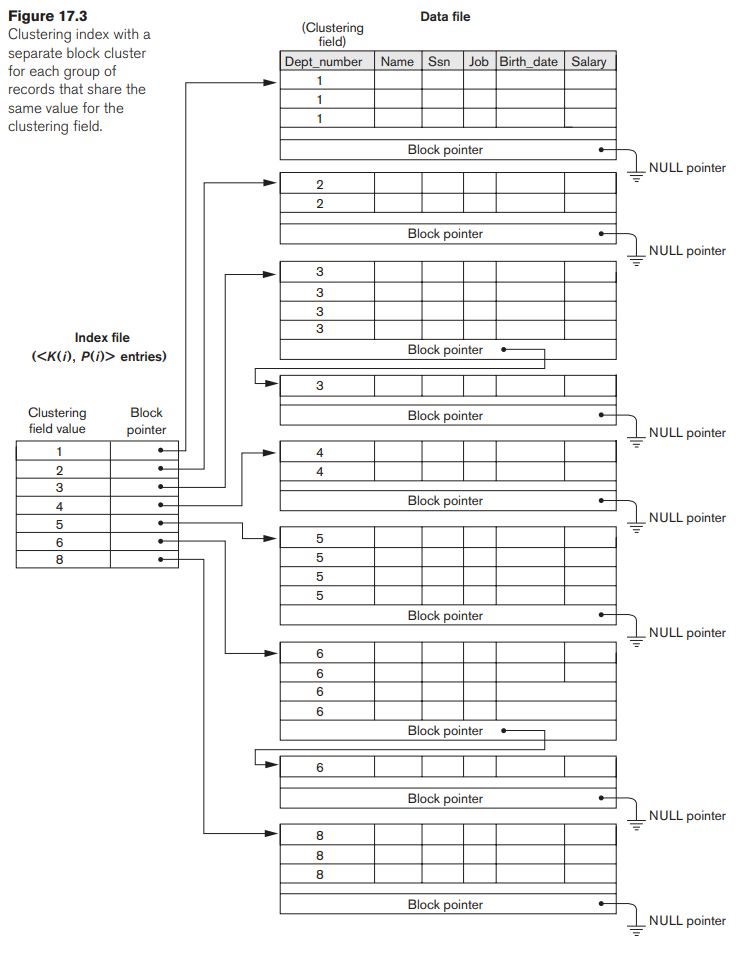 Figure 17.3
Clustering index with a
separate block cluster
for each group of
records that share the
same value for the
clustering field.
Data file
(Clustering
field)
Dept_number Name Ssn Job Birth_date Salary
1
1
1
Block pointer
NULL pointer
2
2
Block pointer
NULL pointer
3
3
3
3
Block pointer
3
Block pointer
NULL pointer
4
4
Block pointer
NULL pointer
5
5
5
5
Block pointer
NULL pointer
6
6
6
6
Block pointer
6
Block pointer
NULL pointer
8
8
8
Block pointer
NULL pointer
Index file
(<K(i), P(i)> entries)
Clustering
field value
Block
pointer
1
2
3
4
5
6
8